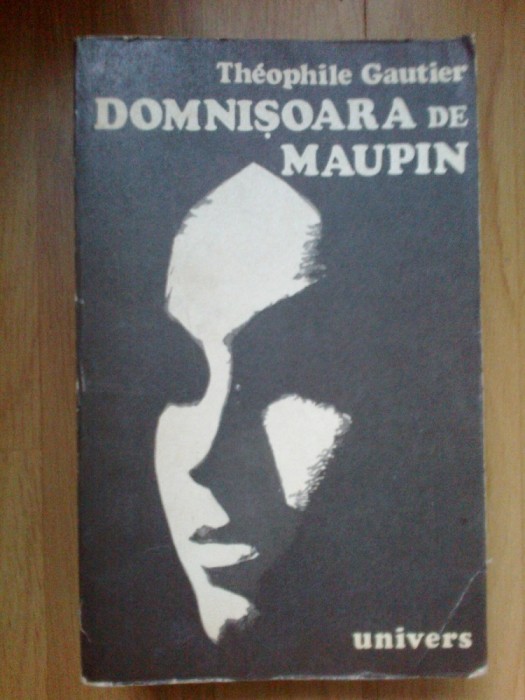 Théophile Gautier
DOMNIȘOARA DE
MAUPIN
univers